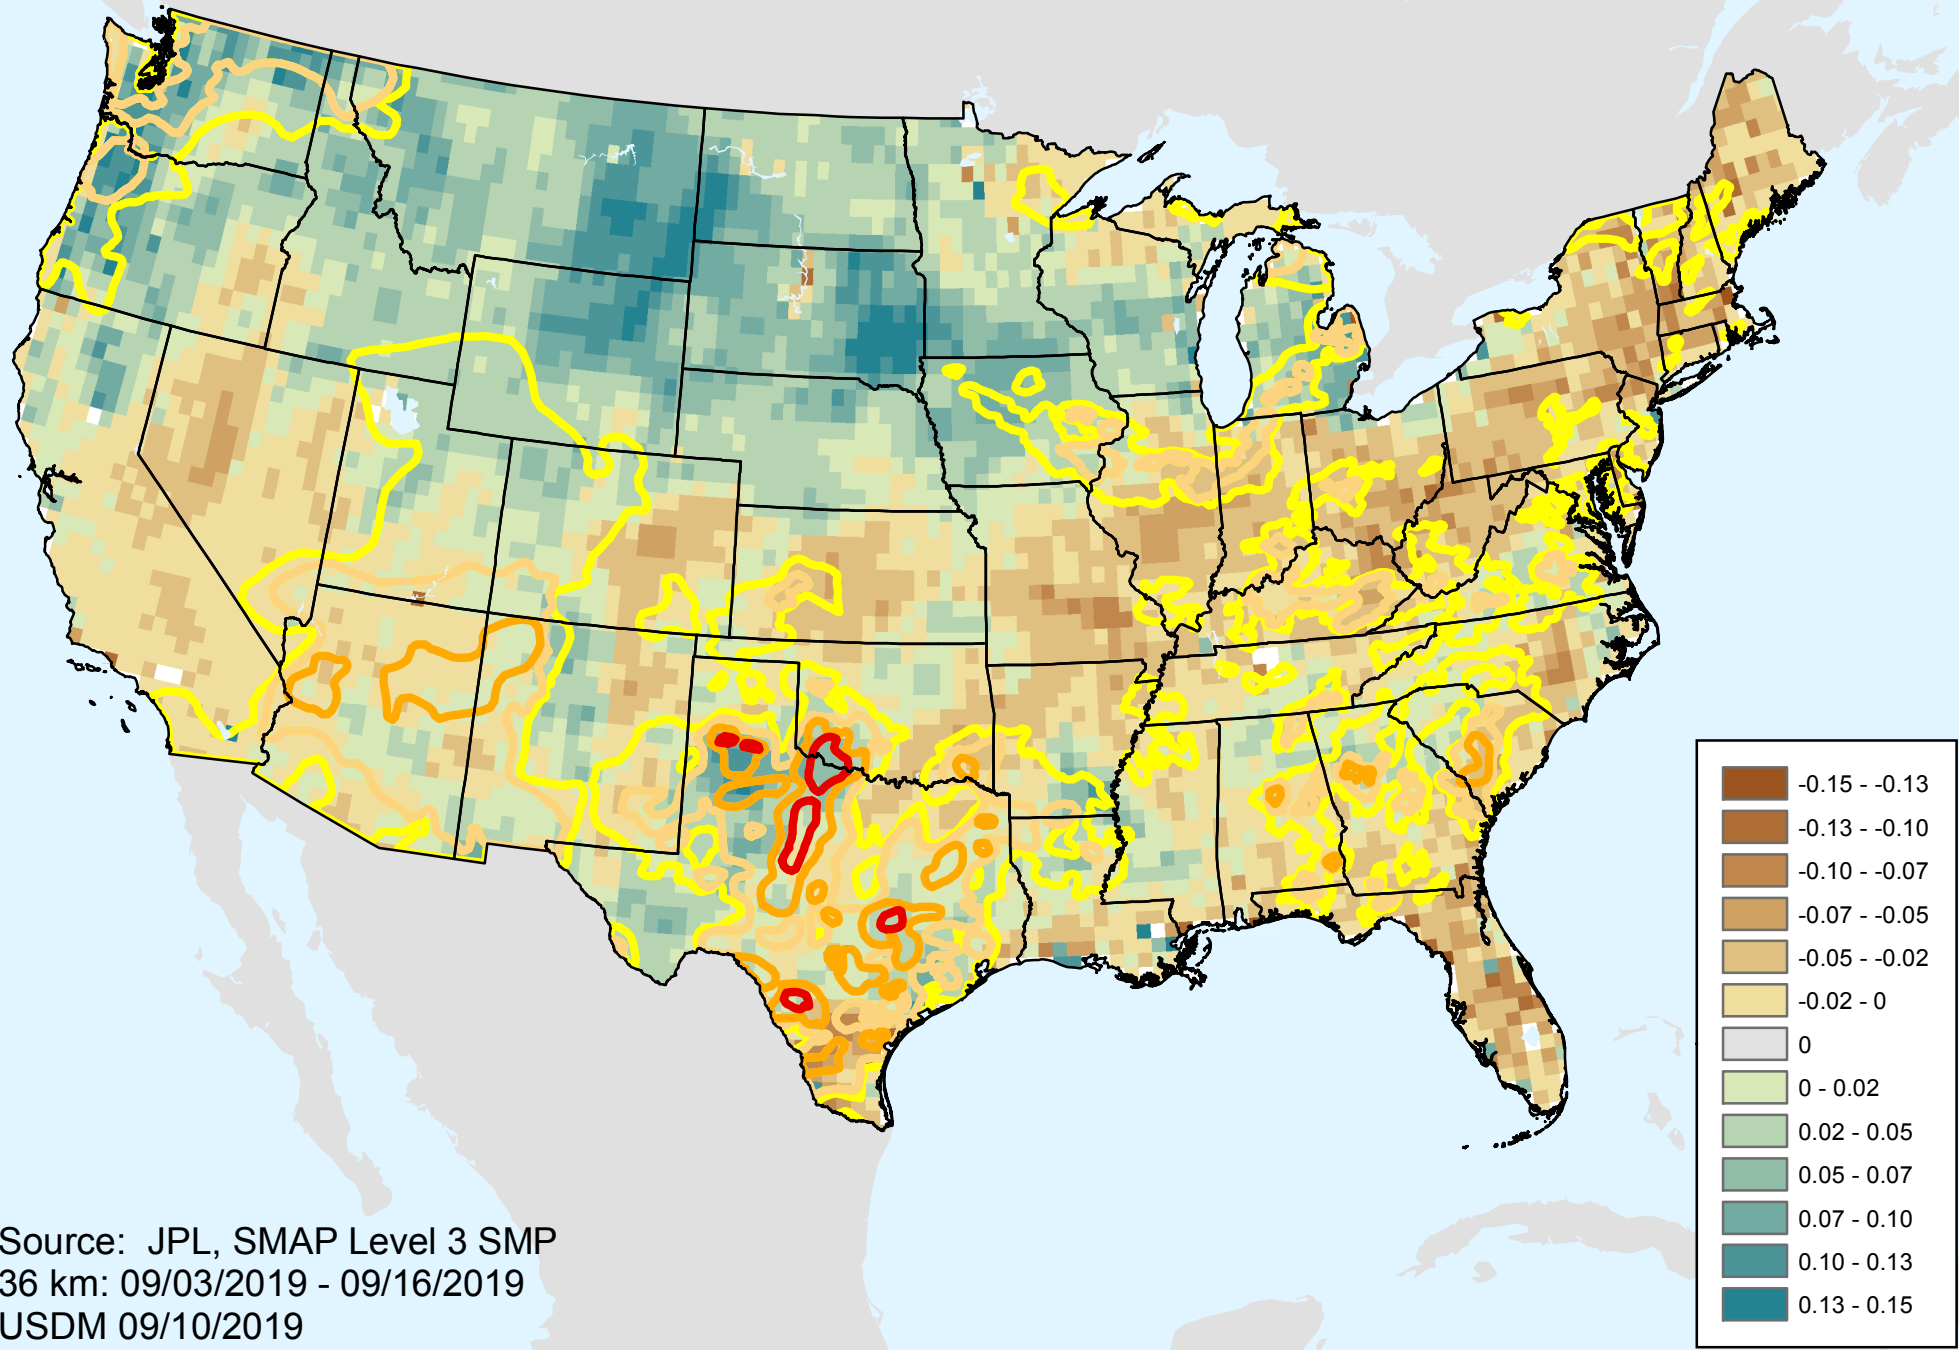 -0.15 - -0.13
-0.13 - -0.10
-0.10 - -0.07
-0.07 - -0.05
-0.05 - -0.02
-0.02 - 0
0
0 - 0.02
0.02 - 0.05
0.05 - 0.07
0.07 - 0.10
0.10 - 0.13
0.13 - 0.15
Source: JPL, SMAP Level 3 SMP
36 km: 09/03/2019 - 09/16/2019
USDM 09/10/2019